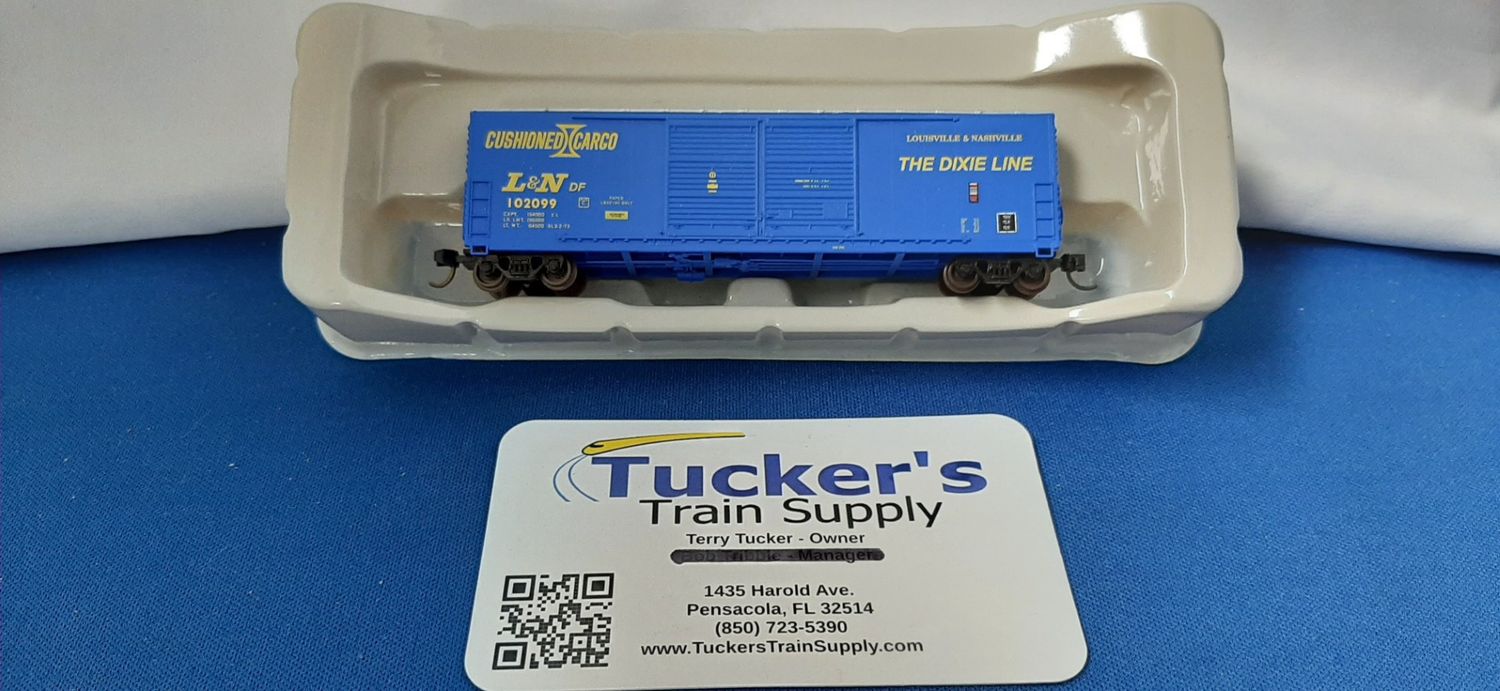 CUSHIONED CARGO
L&N DF
102099
LOUISVILLE & NASHVILLE
THE DIXIE LINE
Tucker's
Train Supply
Terry Tucker - Owner
- Manager
1435 Harold Ave.
Pensacola, FL 32514
(850) 723-5390
www.TuckersTrainSupply.com